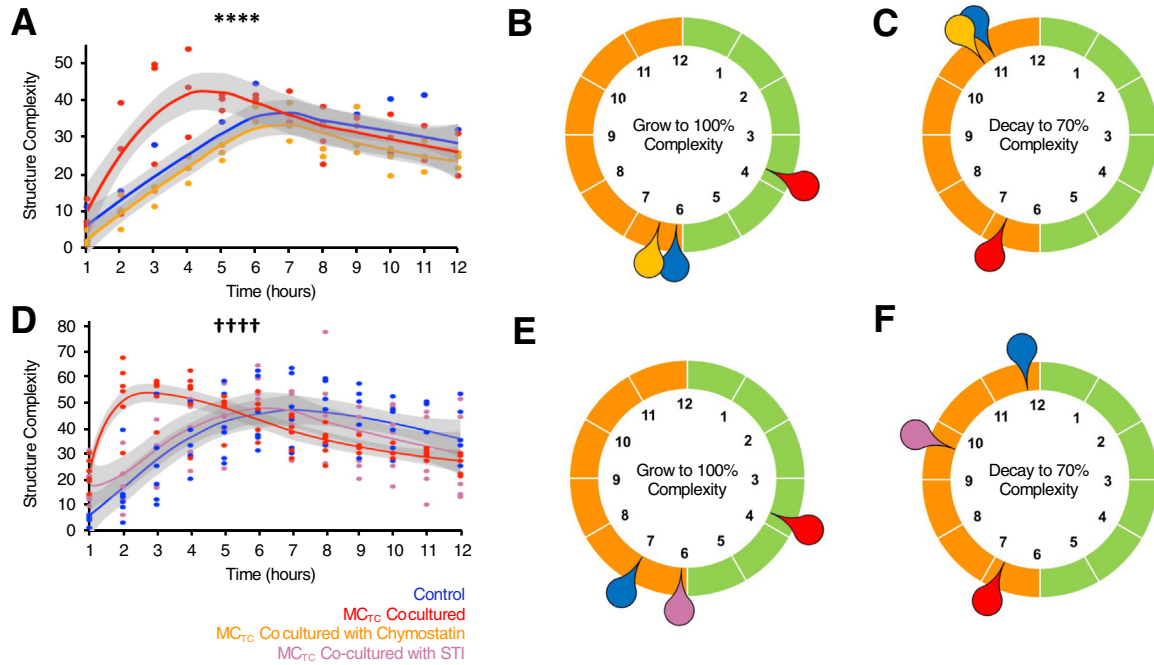 A
****
Structure Complexity
50
40
30
20
10
0
1 2 3 4 5 6 7 8 9 10 11 12
Time (hours)
B
12
1
2
3
4
5
6
7
8
9
10
11
Grow to 100%
Complexity
C
12
1
2
3
4
5
6
7
8
9
10
11
Decay to 70%
Complexity
D
††††
Structure Complexity
80
70
60
50
40
30
20
10
0
1 2 3 4 5 6 7 8 9 10 11 12
Time (hours)
Control
MCTC Cocultured
MCTC Cocultured with Chymostatin
MCTC Co-cultured with STI
E
12
1
2
3
4
5
6
7
8
9
10
11
Grow to 100%
Complexity
F
12
1
2
3
4
5
6
7
8
9
10
11
Decay to 70%
Complexity